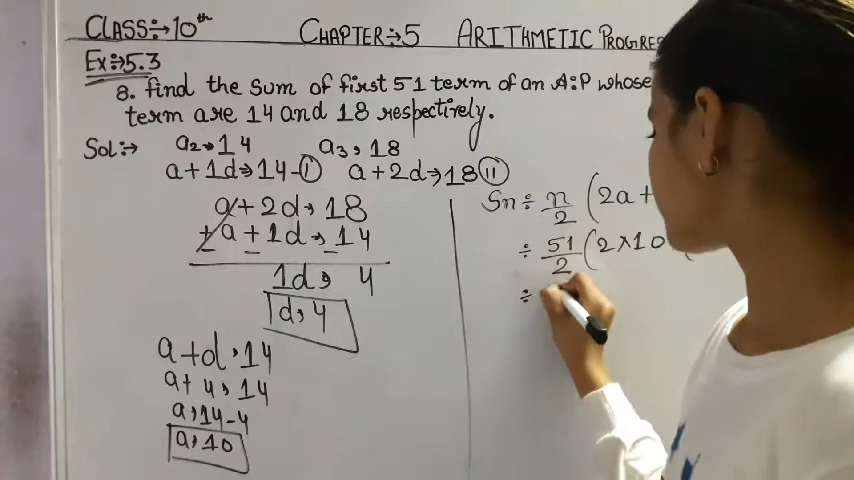 CLASS:→10th CHAPTER:→5 ARITHMETIC PROGRES
Ex:→5.3
8. find the sum of first 51 term of an A:P whose
term are 14 and 18 respectively.
Sol:→ a2→14 a3, 18
a+1d→14-(I) a+2d→18(II)
a+2d→18
±a+1d→14
1d, 4
d,4
a+d,14
a+4,14
a,14-4
a,10
Sn ÷ n/2 (2a+
÷ 51/2 (2×10
÷